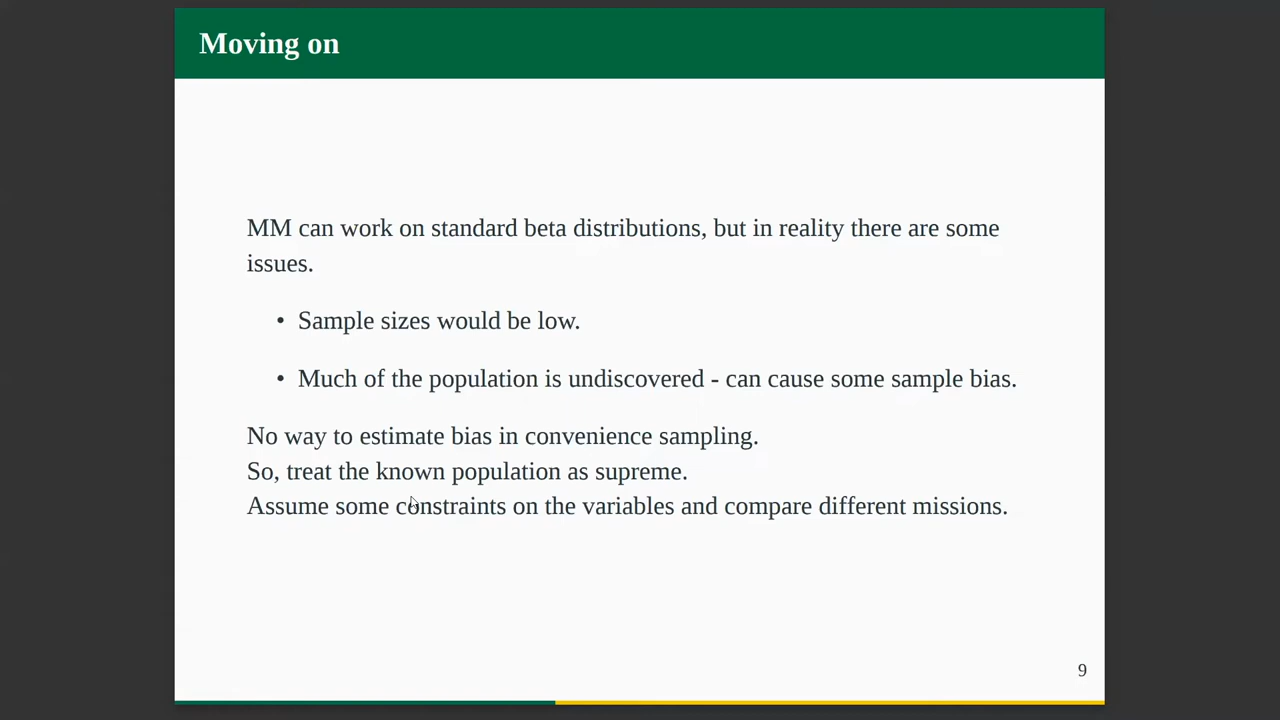 Moving on
MM can work on standard beta distributions, but in reality there are some
issues.
• Sample sizes would be low.
• Much of the population is undiscovered - can cause some sample bias.
No way to estimate bias in convenience sampling.
So, treat the known population as supreme.
Assume some constraints on the variables and compare different missions.
9